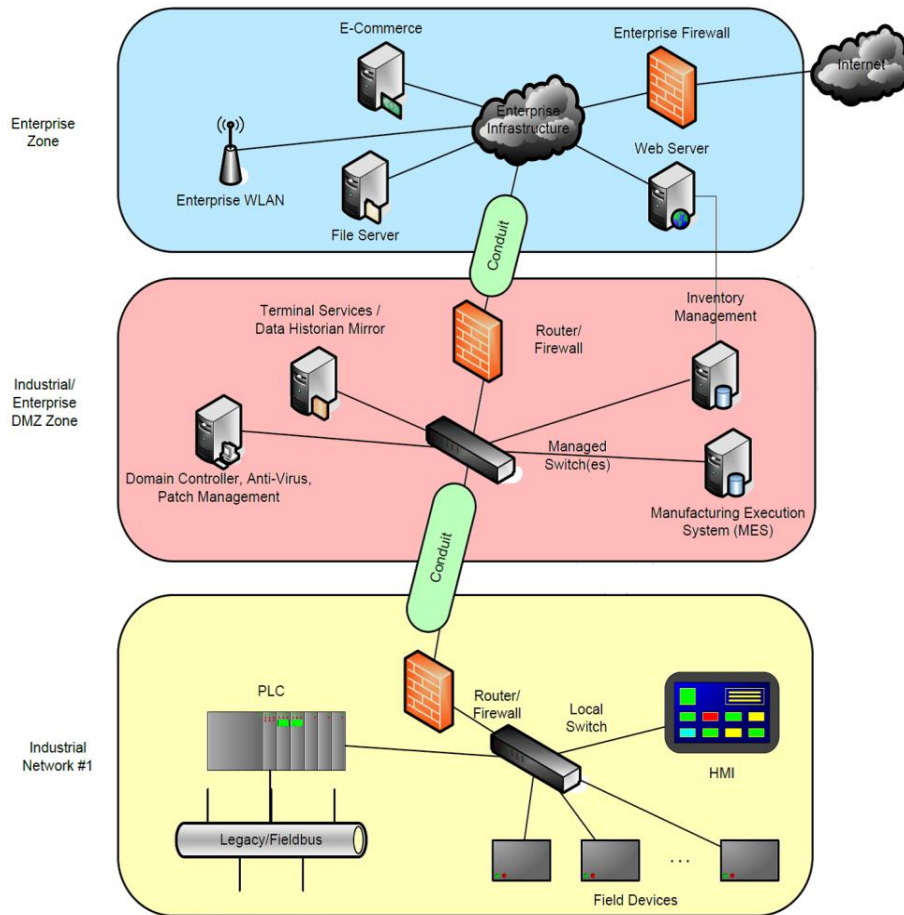 E-Commerce
Enterprise Firewall
Internet
Enterprise
Infrastructure
Enterprise
Zone
Web Server
Enterprise WLAN
File Server
Conduit
Terminal Services /
Data Historian Mirror
Router/
Firewall
Inventory
Management
Industrial/
Enterprise
DMZ Zone
Managed
Switch(es)
Domain Controller, Anti-Virus,
Patch Management
Manufacturing Execution
System (MES)
Conduit
PLC
Router/
Firewall
Local
Switch
Industrial
Network #1
HMI
Legacy/Fieldbus
...
Field Devices